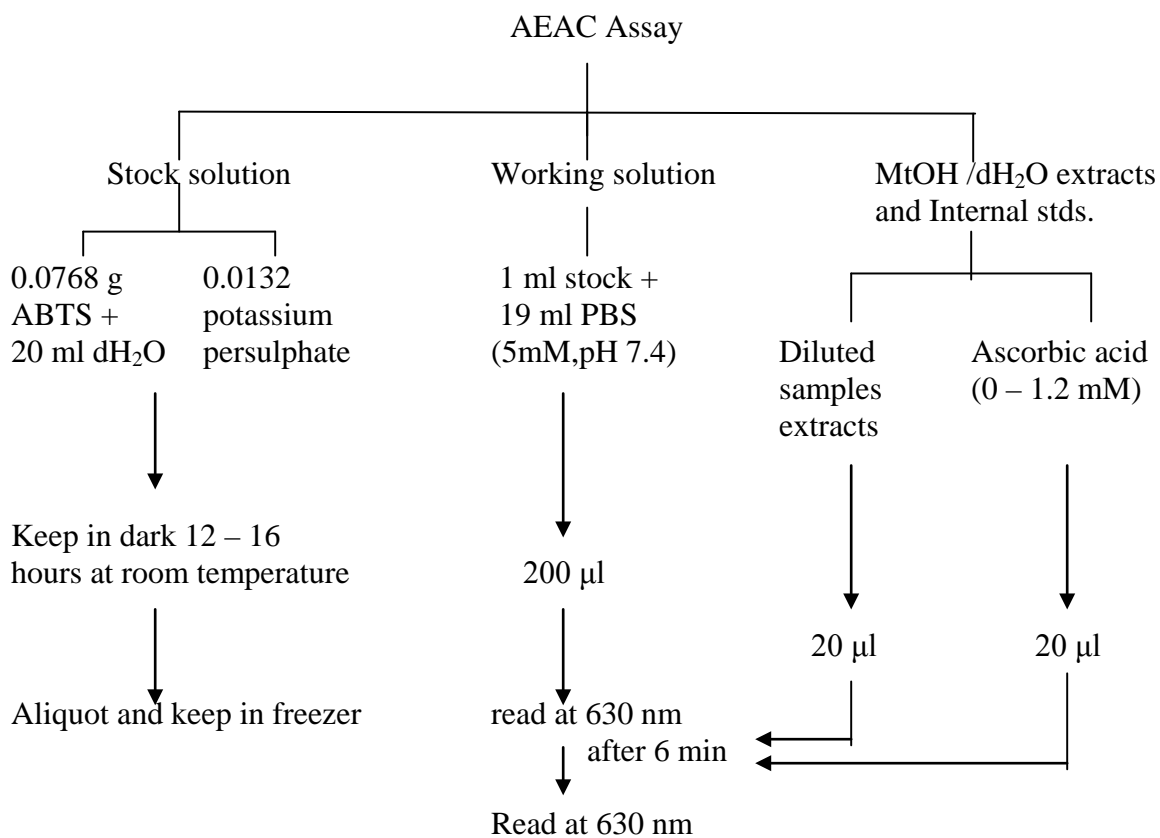 AEAC Assay
Stock solution
Working solution
MtOH /dH₂O extracts
and Internal stds.
0.0768 g
ABTS +
20 ml dH₂O
0.0132
potassium
persulphate
1 ml stock +
19 ml PBS
(5mM,pH 7.4)
Diluted
samples
extracts
Ascorbic acid
(0 – 1.2 mM)
Keep in dark 12 – 16
hours at room temperature
200 μl
20 μl
20 μl
Aliquot and keep in freezer
read at 630 nm
after 6 min
Read at 630 nm